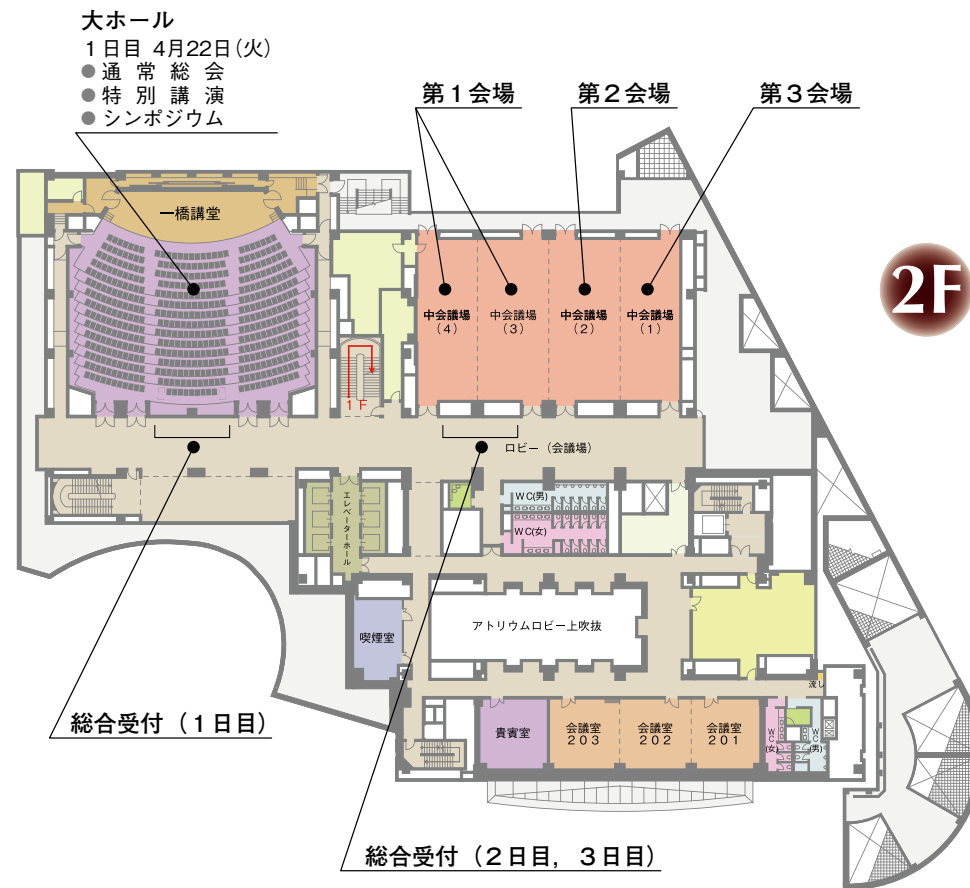 大ホール
1日目 4月22日(火)
● 通 常 総 会
● 特 別 講 演
● シンポジウム
第1会場
第2会場
第3会場
一橋講堂
2F
中会議場
(4)
中会議場
(3)
中会議場
(2)
中会議場
(1)
1F
ロビー(会議場)
エレベーターホール
WC(男)
WC(女)
喫煙室
アトリウムロビー上吹抜
流し
貴賓室
会議室
203
会議室
202
会議室
201
WC(女)
WC(男)
総合受付(1日目)
総合受付(2日目,3日目)